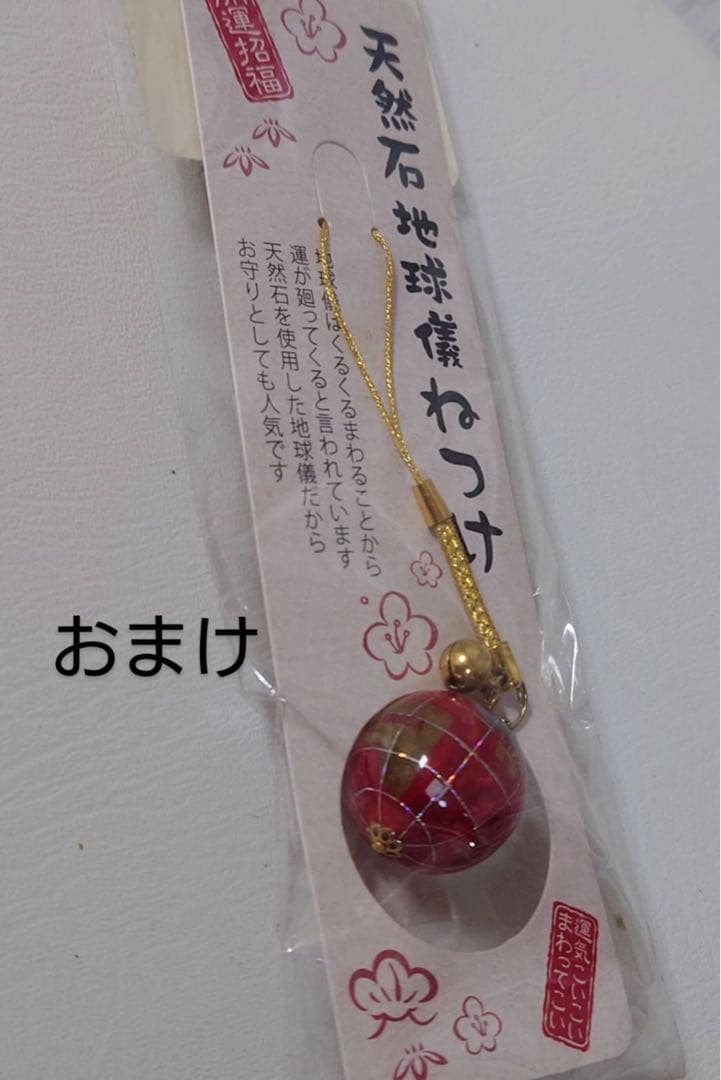 開運招福
天然石地球儀ねつけ
地球儀はくるくるまわることから
運が廻ってくると言われています
天然石を使用した地球儀だから
お守りとしても人気です
おまけ
運気こいこい
まわってこい